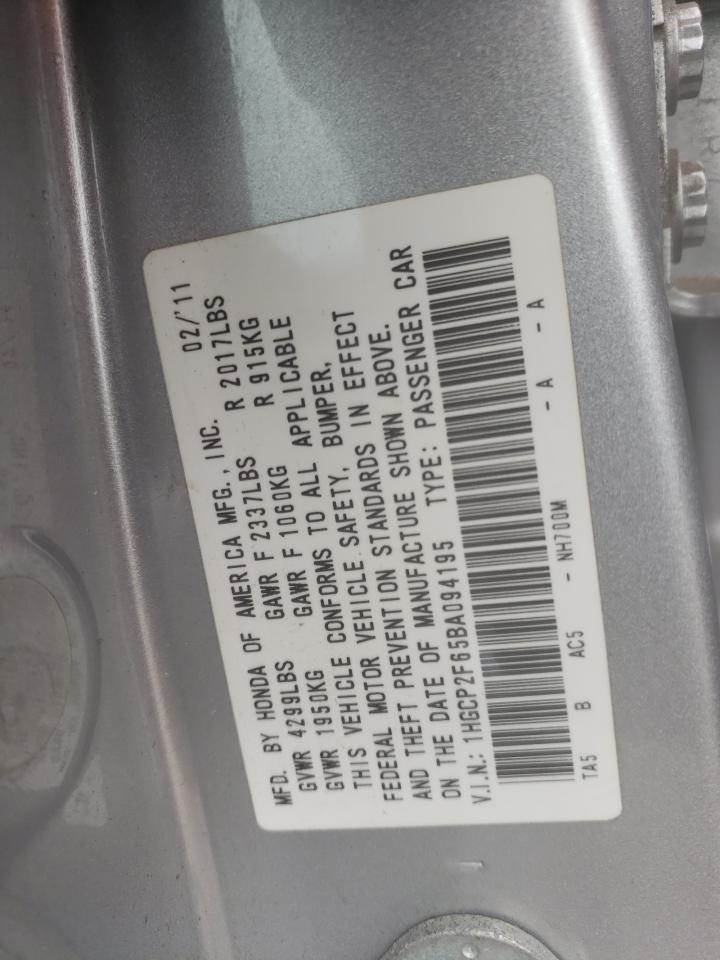 MFD. BY HONDA OF AMERICA MFG., INC. 02/'11
GVWR 4299LBS GAWR F 2337LBS R 2017LBS
GVWR 1950KG GAWR F 1060KG R 915KG
THIS VEHICLE CONFORMS TO ALL APPLICABLE
FEDERAL MOTOR VEHICLE SAFETY, BUMPER,
AND THEFT PREVENTION STANDARDS IN EFFECT
ON THE DATE OF MANUFACTURE SHOWN ABOVE.
V.I.N.: 1HGCP2F65BA094195 TYPE: PASSENGER CAR
TA5 B AC5 - NH700M - A - A